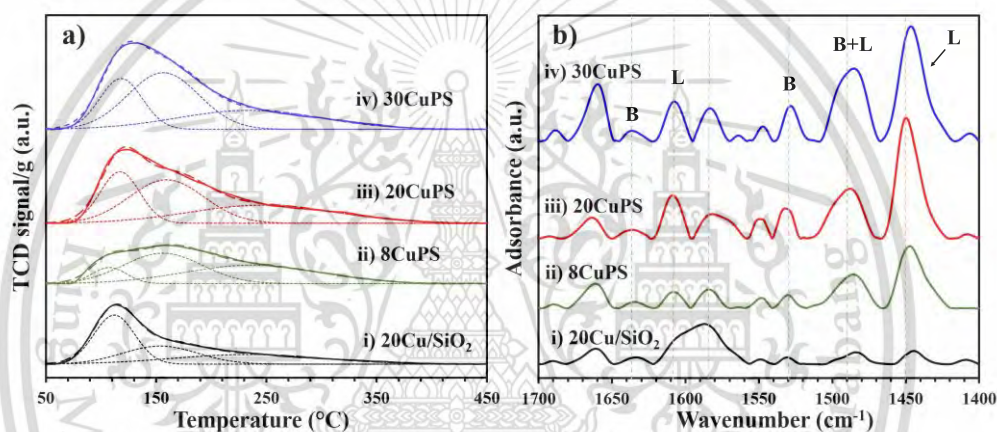 a)
iv) 30CuPS
iii) 20CuPS
ii) 8CuPS
i) 20Cu/SiO₂
TCD signal/g (a.u.)
50 150 250 350 450
Temperature (°C)
b)
iv) 30CuPS
B
L
B
B+L
L
iii) 20CuPS
ii) 8CuPS
i) 20Cu/SiO₂
Adsorbance (a.u.)
1700 1650 1600 1550 1500 1450 1400
Wavenumber (cm⁻¹)